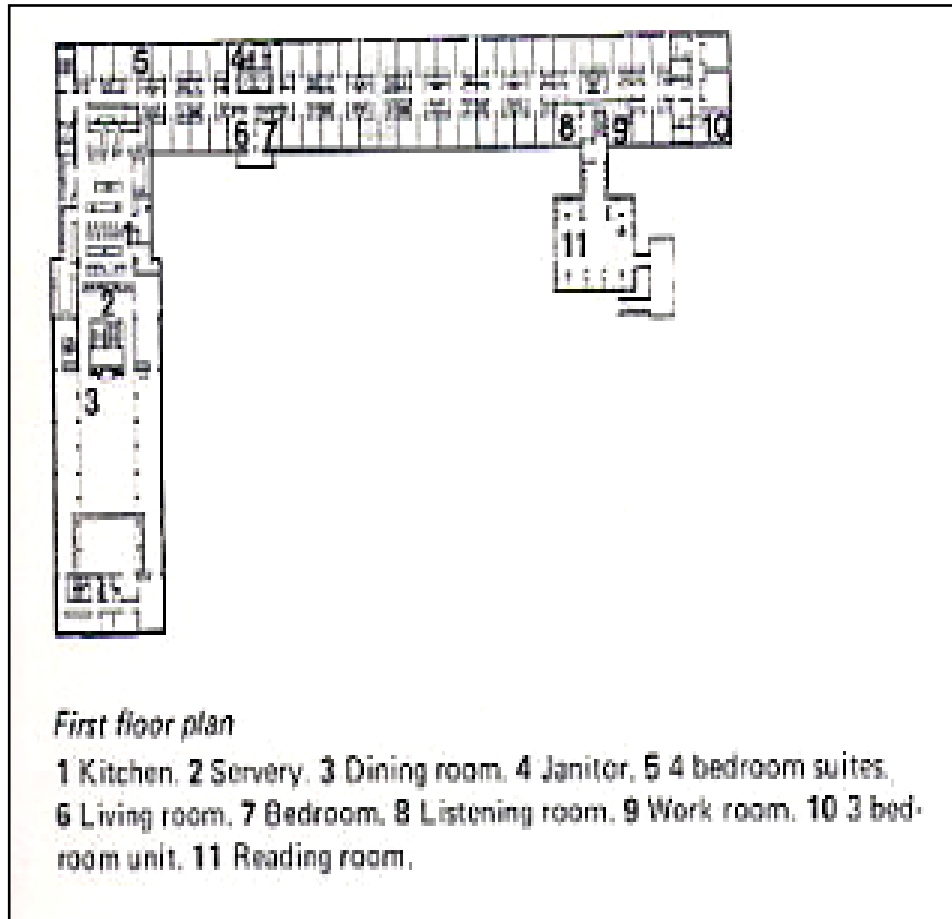 5 4
6 7 8 9 10
11
1
2
3
First floor plan
1 Kitchen. 2 Servery. 3 Dining room. 4 Janitor. 5 4 bedroom suites.
6 Living room. 7 Bedroom. 8 Listening room. 9 Work room. 10 3 bed-
room unit. 11 Reading room.